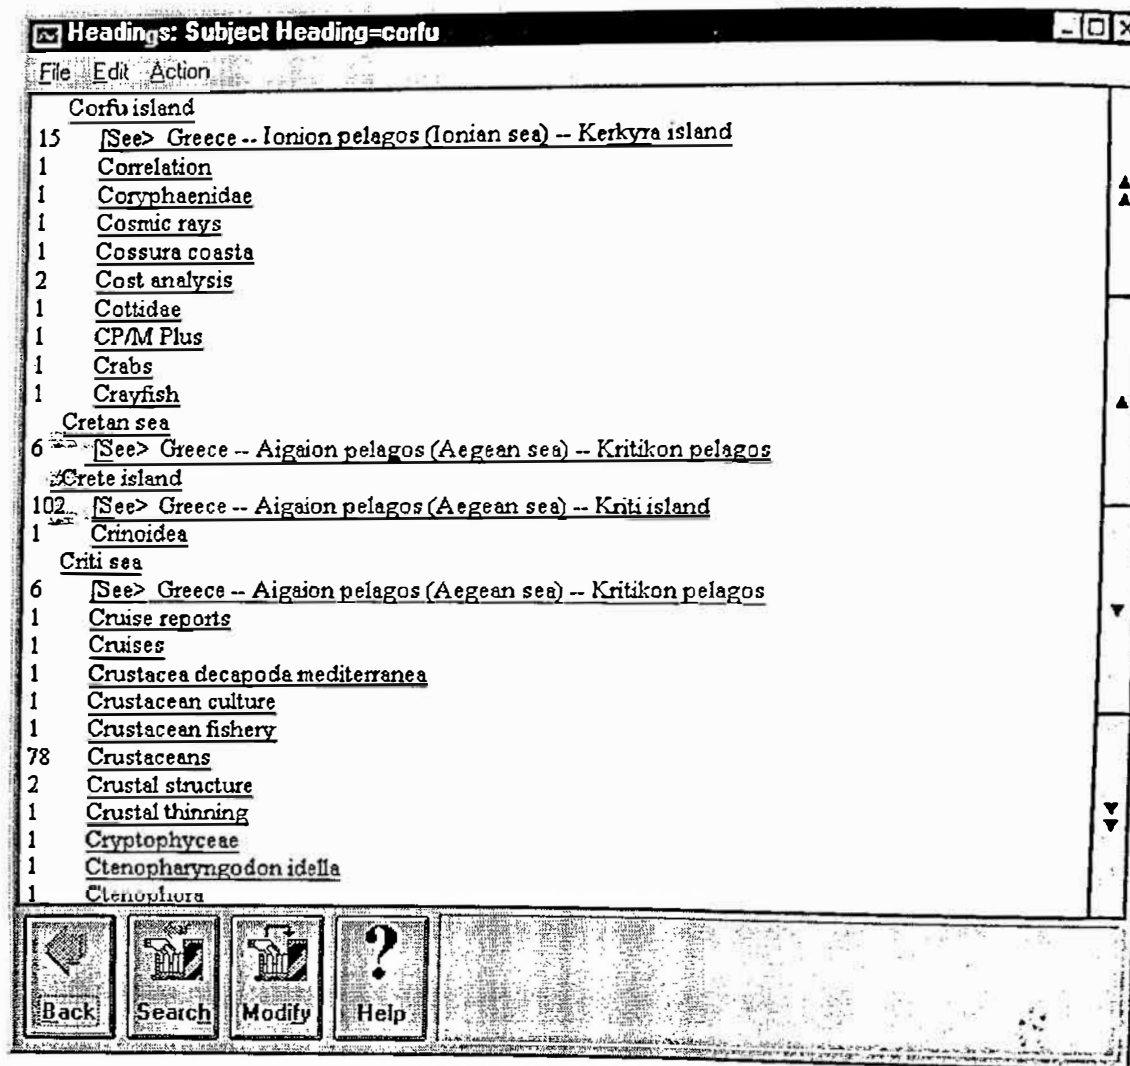 Headings: Subject Heading=corfu
File Edit Action
Corfu island
15 [See> Greece -- Ionion pelagos (Ionian sea) -- Kerkyra island
1 Correlation
1 Coryphaenidae
1 Cosmic rays
1 Cossura coasta
2 Cost analysis
1 Cottidae
1 CP/M Plus
1 Crabs
1 Crayfish
Cretan sea
6 [See> Greece -- Aigaion pelagos (Aegean sea) -- Kritikon pelagos
Crete island
102 [See> Greece -- Aigaion pelagos (Aegean sea) -- Kriti island
1 Crinoidea
Criti sea
6 [See> Greece -- Aigaion pelagos (Aegean sea) -- Kritikon pelagos
1 Cruise reports
1 Cruises
1 Crustacea decapoda mediterranea
1 Crustacean culture
1 Crustacean fishery
78 Crustaceans
2 Crustal structure
1 Crustal thinning
1 Cryptophyceae
1 Ctenopharyngodon idella
1 Ctenophora
Back Search Modify Help